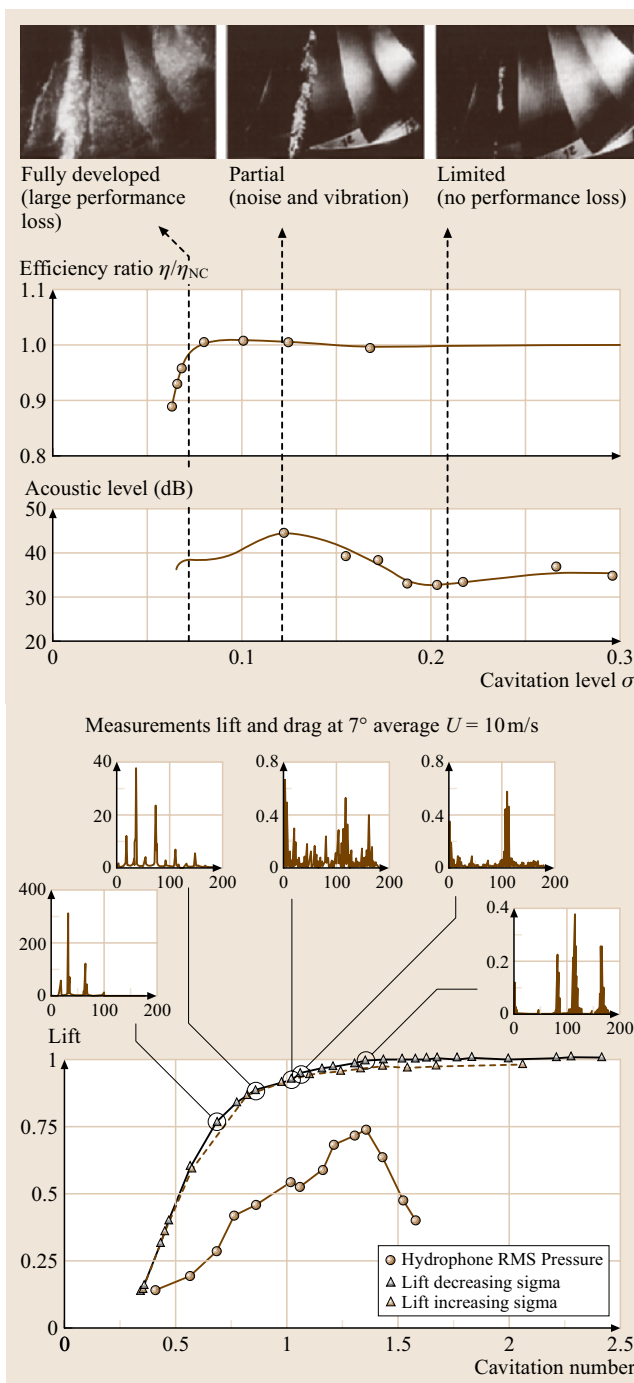 Fully developed
(large performance
loss)
Partial
(noise and vibration)
Limited
(no performance loss)
Efficiency ratio η/ηNC
1.1
1.0
0.9
0.8
Acoustic level (dB)
50
40
30
20
0 0.1 0.2 0.3
Cavitation level σ
Measurements lift and drag at 7° average U = 10 m/s
40
20
0
0 100 200
0.8
0.4
0
0 100 200
0.8
0.4
0
0 100 200
400
200
0
0 100 200
0.4
0.2
0
0 100 200
Lift
1
0.75
0.5
0.25
0
0 0.5 1 1.5 2 2.5
Hydrophone RMS Pressure
Lift decreasing sigma
Lift increasing sigma
Cavitation number